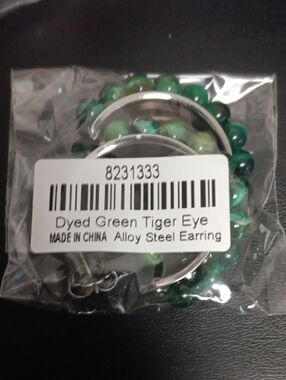 8231333
Dyed Green Tiger Eye
MADE IN CHINA Alloy Steel Earring